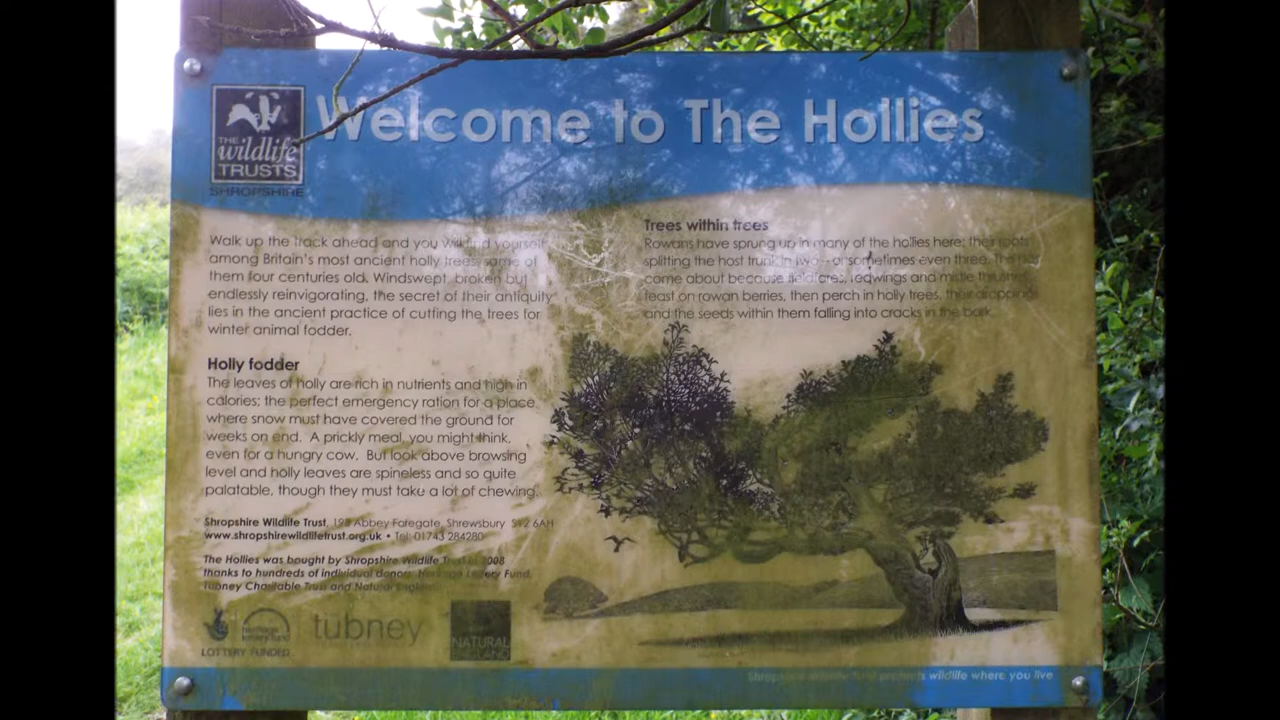 Welcome to The Hollies
THE
wildlife
TRUSTS
SHROPSHIRE
Walk up the track ahead and you will find yourself
among Britain's most ancient holly trees, some of
them four centuries old. Windswept, broken but
endlessly reinvigorating, the secret of their antiquity
lies in the ancient practice of cutting the trees for
winter animal fodder.
Holly fodder
The leaves of holly are rich in nutrients and high in
calories; the perfect emergency ration for a place
where snow must have covered the ground for
weeks on end. A prickly meal, you might think,
even for a hungry cow. But look above browsing
level and holly leaves are spineless and so quite
palatable, though they must take a lot of chewing.
Trees within trees
Rowans have sprung up in many of the hollies here; their roots
splitting the host trunk in two - or sometimes even three. This has
come about because fieldfares, redwings and mistle thrushes
feast on rowan berries, then perch in holly trees, their droppings
and the seeds within them falling into cracks in the bark.
Shropshire Wildlife Trust, 193 Abbey Foregate, Shrewsbury SY2 6AH
www.shropshirewildlifetrust.org.uk • Tel: 01743 284280
The Hollies was bought by Shropshire Wildlife Trust in 2008
thanks to hundreds of individual donors, Heritage Lottery Fund,
Tubney Charitable Trust and Natural England.
heritage
lottery fund
LOTTERY FUNDED
tubney
NATURAL
ENGLAND
Shropshire Wildlife Trust protects wildlife where you live